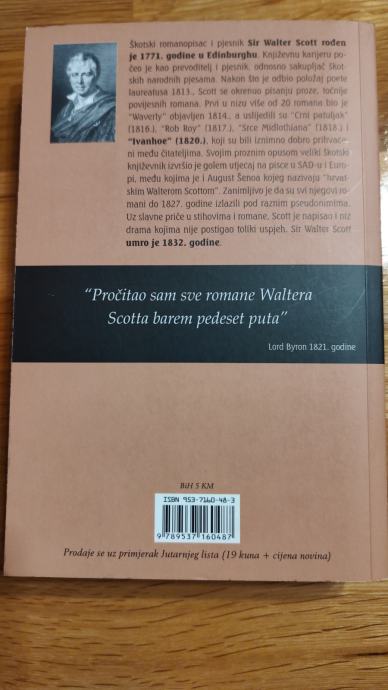 Škotski romanopisac i pjesnik Sir Walter Scott rođen
je 1771. godine u Edinburghu. Književnu karijeru po-
čeo je kao prevoditelj i pjesnik, odnosno sakupljač škot-
skih narodnih pjesama. Nakon što je odbio položaj poete
laureatusa 1813., Scott se okrenuo pisanju proze, točnije
povijesnih romana. Prvi u nizu više od 20 romana bio je
"Waverly" objavljen 1814., a uslijedili su "Crni patuljak"
(1816.), "Rob Roy" (1817.), "Srce Midlothiana" (1818.) i
"Ivanhoe" (1820.), koji su bili iznimno dobro prihvaće-
ni među čitateljima. Svojim proznim opusom veliki škotski
književnik izvršio je golem utjecaj na pisce u SAD-u i Euro-
pi, među kojima je i August Šenoa kojeg nazivaju "hrvat-
skim Walterom Scottom". Zanimljivo je da su svi njegovi ro-
mani do 1827. godine izlazili pod raznim pseudonimima.
Uz slavne priče u stihovima i romane, Scott je napisao i niz
drama kojima nije postigao toliki uspjeh. Sir Walter Scott
umro je 1832. godine.
"Pročitao sam sve romane Waltera
Scotta barem pedeset puta"
Lord Byron 1821. godine
BiH 5 KM
ISBN 953-7160-48-3
9 789537 160487
Prodaje se uz primjerak Jutarnjeg lista (19 kuna + cijena novina)